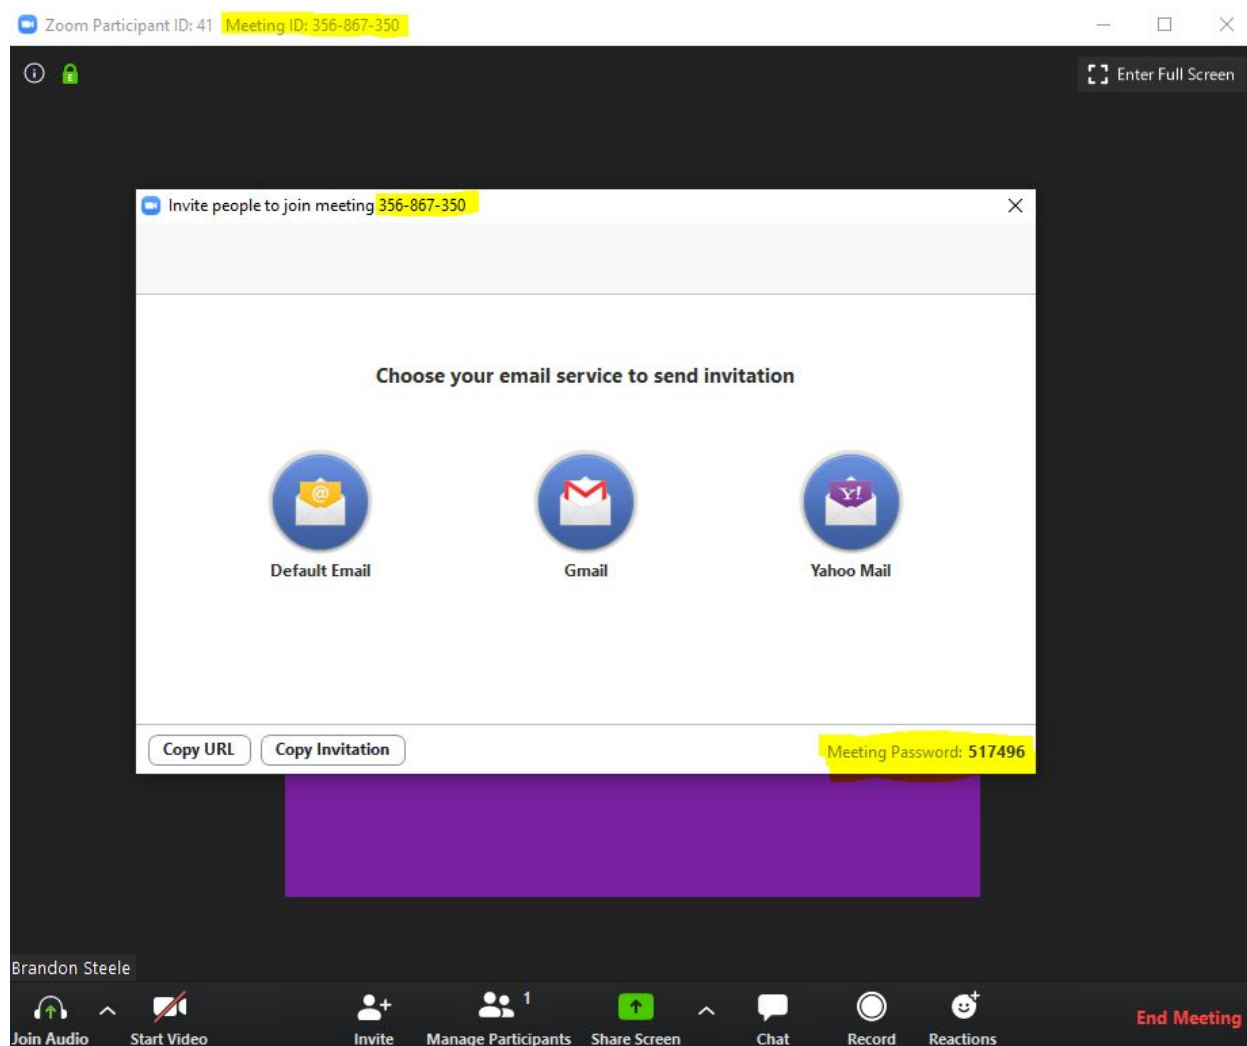 Zoom Participant ID: 41 Meeting ID: 356-867-350
Enter Full Screen
Invite people to join meeting 356-867-350
Choose your email service to send invitation
@
Y!
Default Email Gmail Yahoo Mail
Copy URL Copy Invitation Meeting Password: 517496
Brandon Steele
1
Join Audio Start Video Invite Manage Participants Share Screen Chat Record Reactions End Meeting